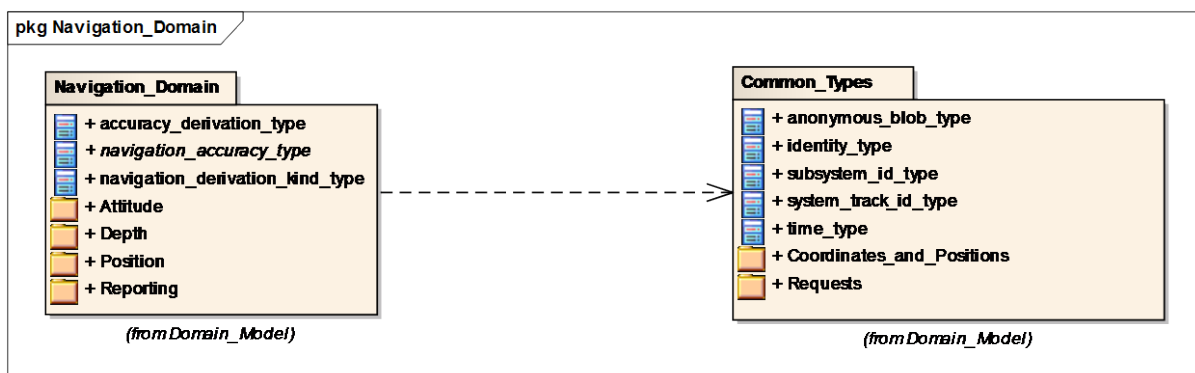 pkg Navigation_Domain
Navigation_Domain
+ accuracy_derivation_type
+ navigation_accuracy_type
+ navigation_derivation_kind_type
+ Attitude
+ Depth
+ Position
+ Reporting
(from Domain_Model)
Common_Types
+ anonymous_blob_type
+ identity_type
+ subsystem_id_type
+ system_track_id_type
+ time_type
+ Coordinates_and_Positions
+ Requests
(from Domain_Model)